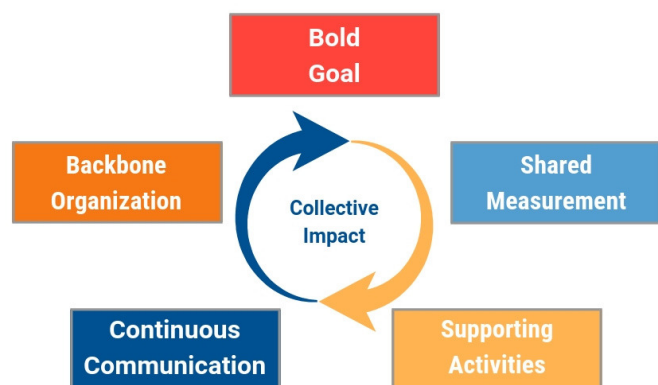 Bold
Goal
Backbone
Organization
Shared
Measurement
Collective
Impact
Continuous
Communication
Supporting
Activities